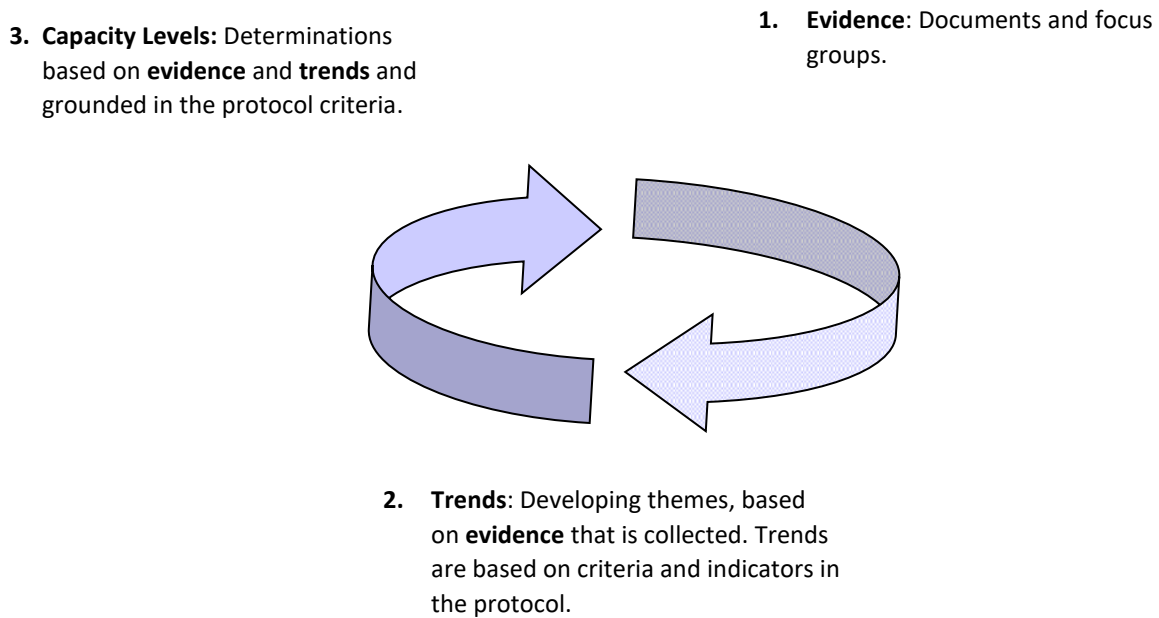 3. Capacity Levels: Determinations
based on evidence and trends and
grounded in the protocol criteria.
1. Evidence: Documents and focus
groups.
2. Trends: Developing themes, based
on evidence that is collected. Trends
are based on criteria and indicators in
the protocol.